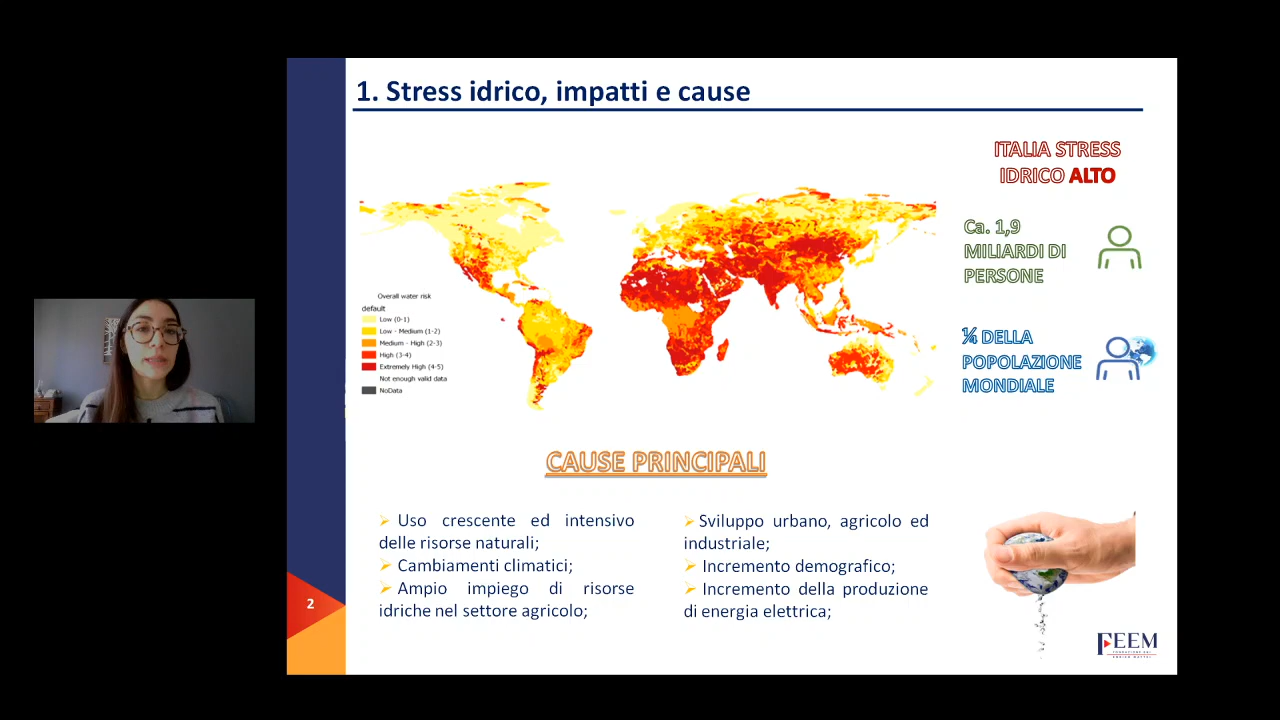 1. Stress idrico, impatti e cause
ITALIA STRESS
IDRICO ALTO
Ca. 1,9
MILIARDI DI
PERSONE
¼ DELLA
POPOLAZIONE
MONDIALE
Overall water risk
default
Low (0-1)
Low - Medium (1-2)
Medium - High (2-3)
High (3-4)
Extremely High (4-5)
Not enough valid data
NoData
CAUSE PRINCIPALI
➢ Uso crescente ed intensivo
delle risorse naturali;
➢ Cambiamenti climatici;
➢ Ampio impiego di risorse
idriche nel settore agricolo;
➢ Sviluppo urbano, agricolo ed
industriale;
➢ Incremento demografico;
➢ Incremento della produzione
di energia elettrica;
2
FEEM
FONDAZIONE ENI
ENRICO MATTEI